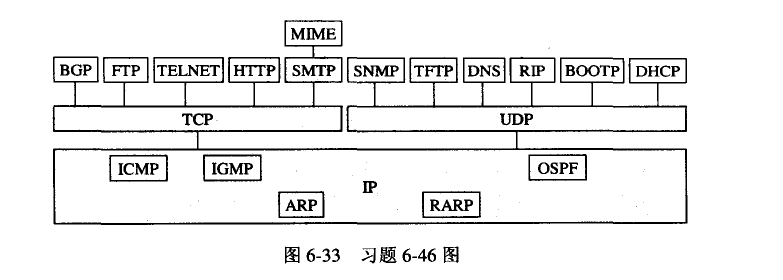 MIME
BGP FTP TELNET HTTP SMTP SNMP TFTP DNS RIP BOOTP DHCP
TCP UDP
ICMP IGMP OSPF
IP
ARP RARP
图 6-33 习题 6-46 图